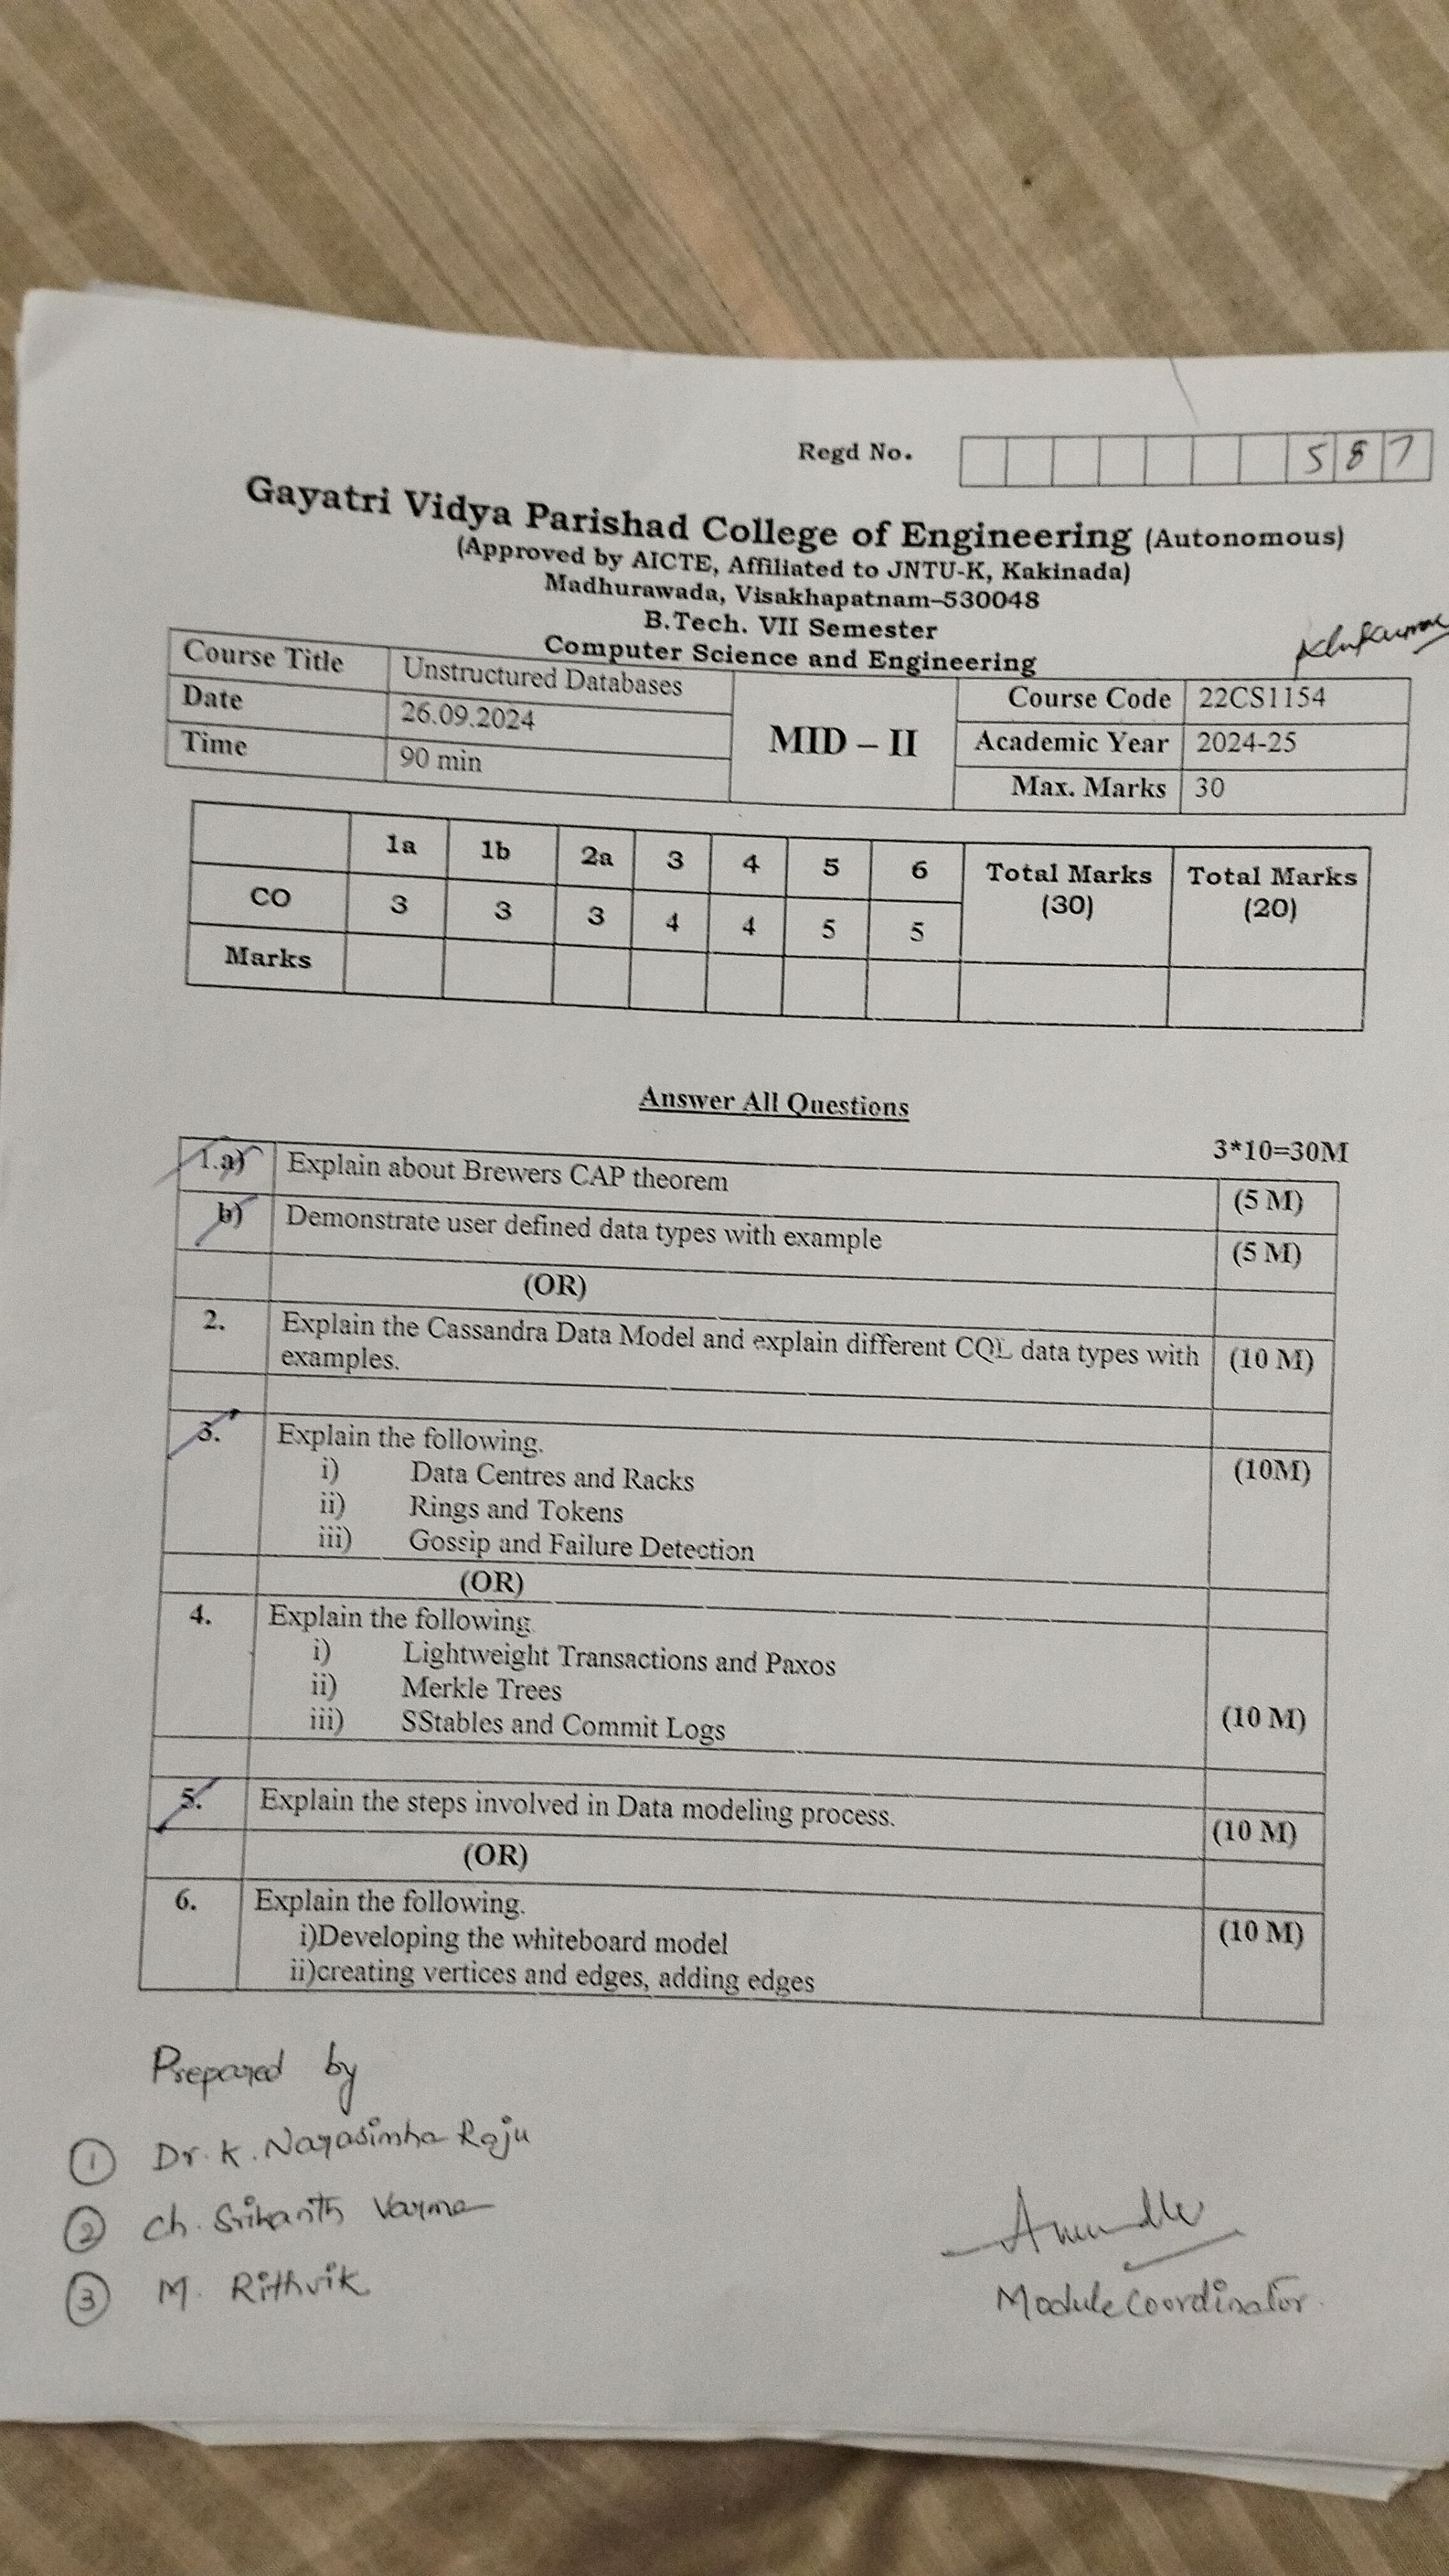 Regd No. 5 8 7
Gayatri Vidya Parishad College of Engineering (Autonomous)
(Approved by AICTE, Affiliated to JNTU-K, Kakinada)
Madhurawada, Visakhapatnam-530048
B.Tech. VII Semester
Computer Science and Engineering
Course Title Unstructured Databases MID – II Course Code 22CS1154
Date 26.09.2024 Academic Year 2024-25
Time 90 min Max. Marks 30
1a 1b 2a 3 4 5 6 Total Marks (30) Total Marks (20)
CO 3 3 3 4 4 5 5
Marks
Answer All Questions
3*10=30M
1.a) Explain about Brewers CAP theorem (5 M)
b) Demonstrate user defined data types with example (5 M)
(OR)
2. Explain the Cassandra Data Model and explain different CQL data types with (10 M)
examples.
3. Explain the following. (10M)
i) Data Centres and Racks
ii) Rings and Tokens
iii) Gossip and Failure Detection
(OR)
4. Explain the following
i) Lightweight Transactions and Paxos
ii) Merkle Trees
iii) SStables and Commit Logs (10 M)
5. Explain the steps involved in Data modeling process. (10 M)
(OR)
6. Explain the following. (10 M)
i)Developing the whiteboard model
ii)creating vertices and edges, adding edges
Prepared by
① Dr. K. Narasimha Raju
② Ch. Srikanth Varma
③ M. Rithvik
Module Coordinator.